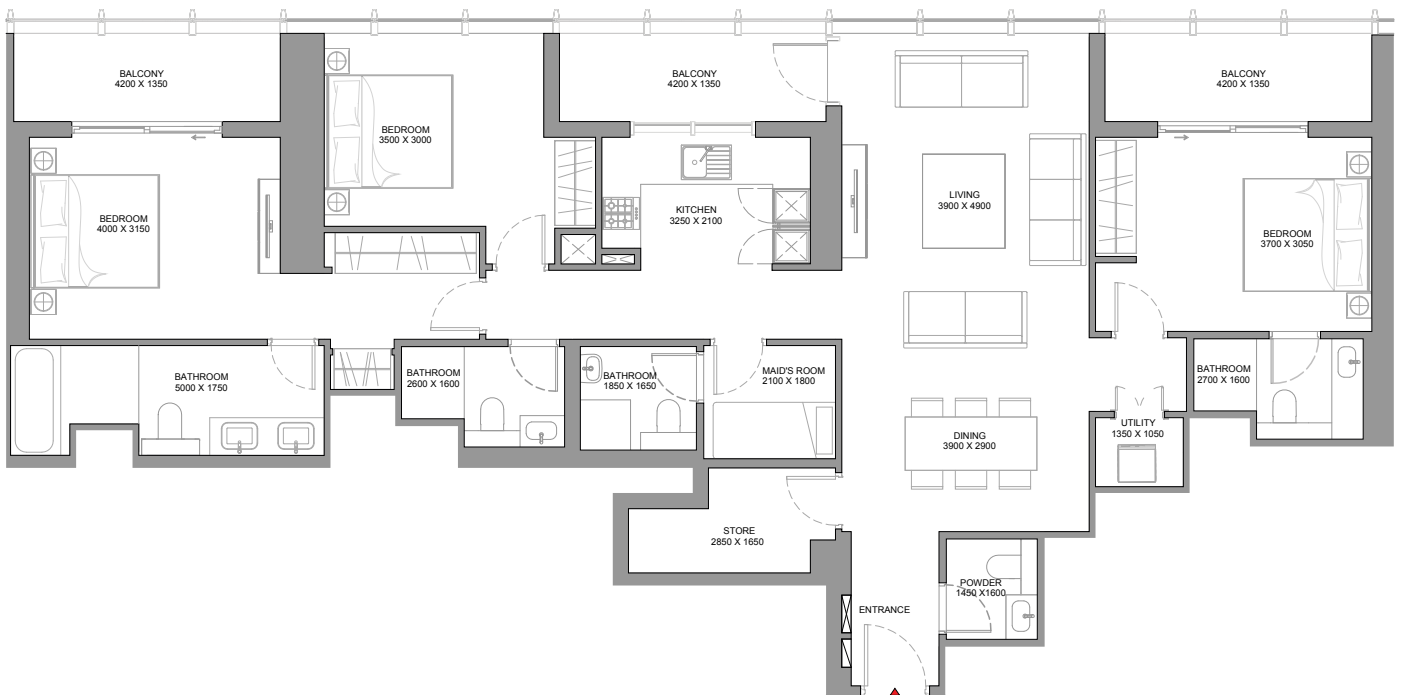 BALCONY
4200 X 1350
BEDROOM
3500 X 3000
BALCONY
4200 X 1350
BALCONY
4200 X 1350
BEDROOM
4000 X 3150
KITCHEN
3250 X 2100
LIVING
3900 X 4900
BEDROOM
3700 X 3050
BATHROOM
5000 X 1750
BATHROOM
2600 X 1600
BATHROOM
1850 X 1650
MAID'S ROOM
2100 X 1800
BATHROOM
2700 X 1600
DINING
3900 X 2900
UTILITY
1350 X 1050
STORE
2850 X 1650
POWDER
1450 X1600
ENTRANCE